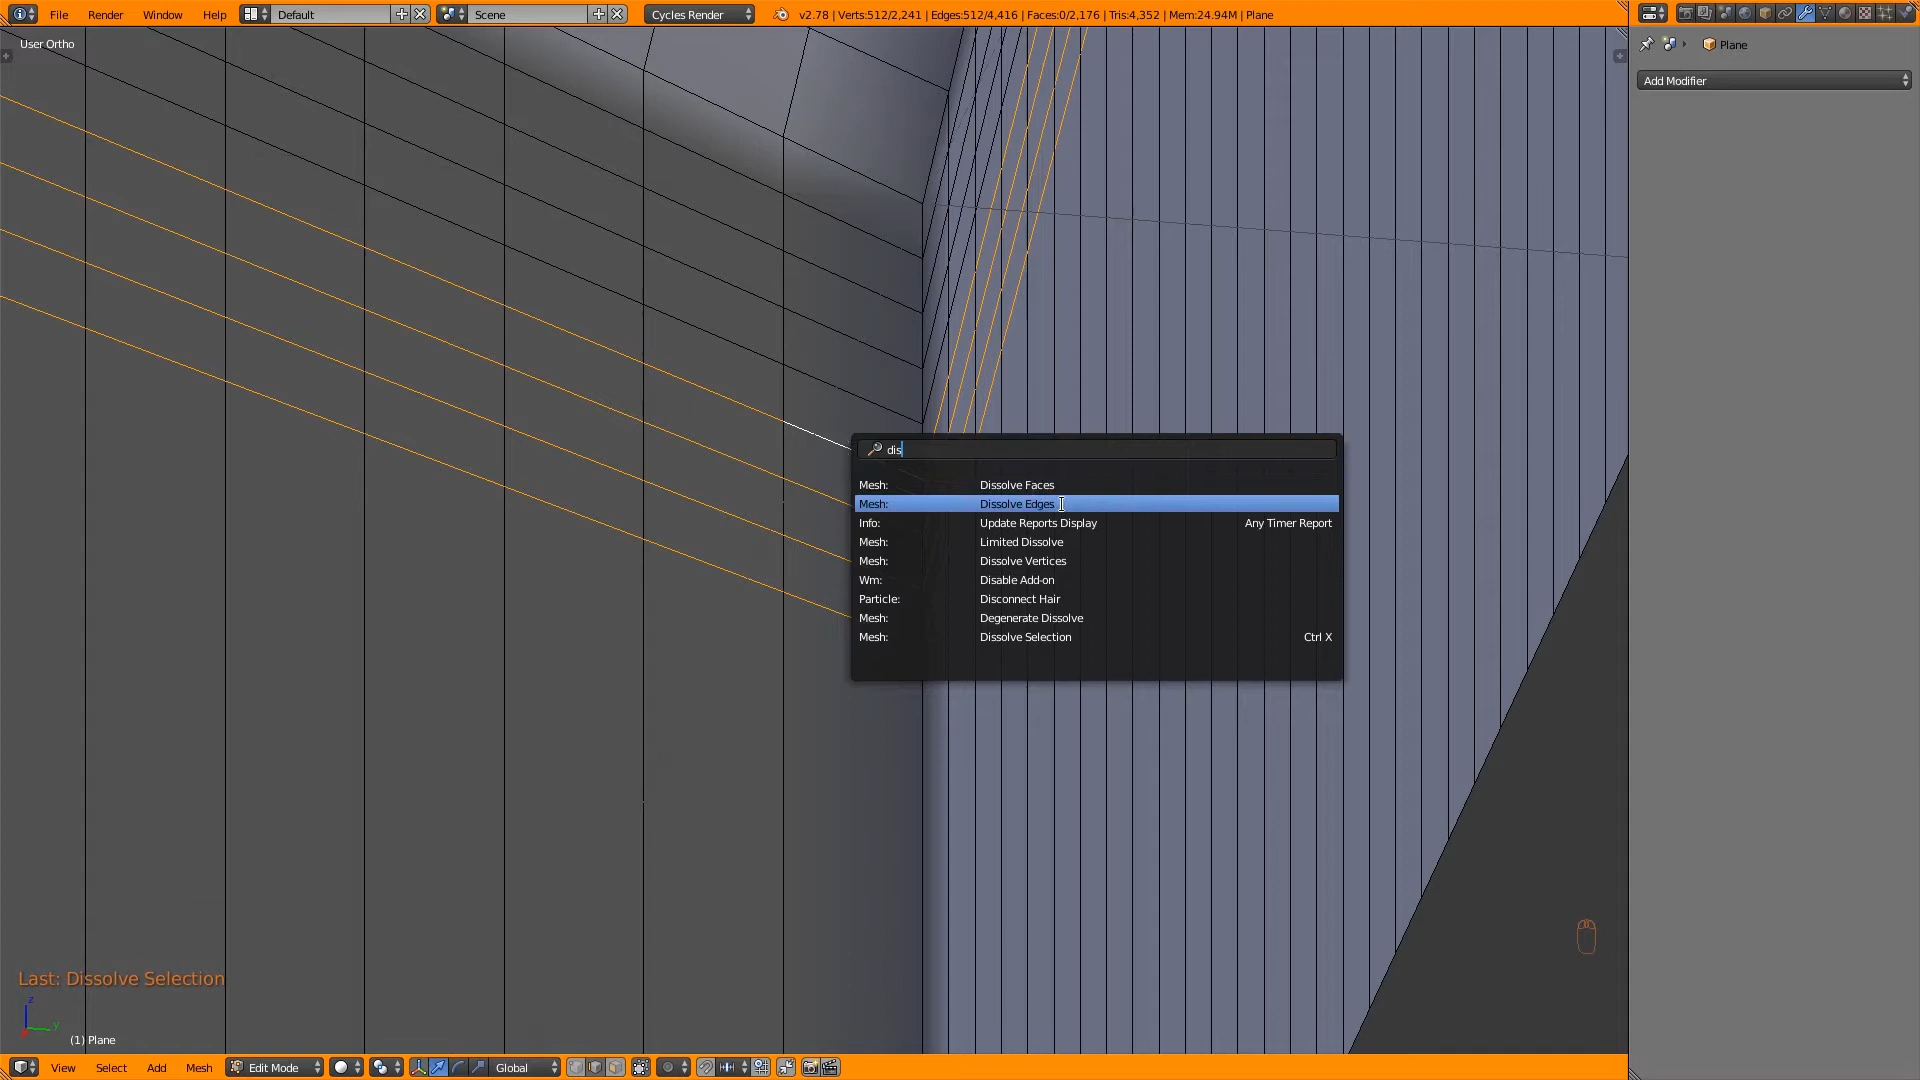 File Render Window Help Default Scene Cycles Render v2.78 | Verts:512/2,241 | Edges:512/4,416 | Faces:0/2,176 | Tris:4,352 | Mem:24.94M | Plane
User Ortho
Plane
Add Modifier
dis
Mesh: Dissolve Faces
Mesh: Dissolve Edges
Info: Update Reports Display Any Timer Report
Mesh: Limited Dissolve
Mesh: Dissolve Vertices
Wm: Disable Add-on
Particle: Disconnect Hair
Mesh: Degenerate Dissolve
Mesh: Dissolve Selection Ctrl X
Last: Dissolve Selection
z
y
(1) Plane
View Select Add Mesh Edit Mode Global